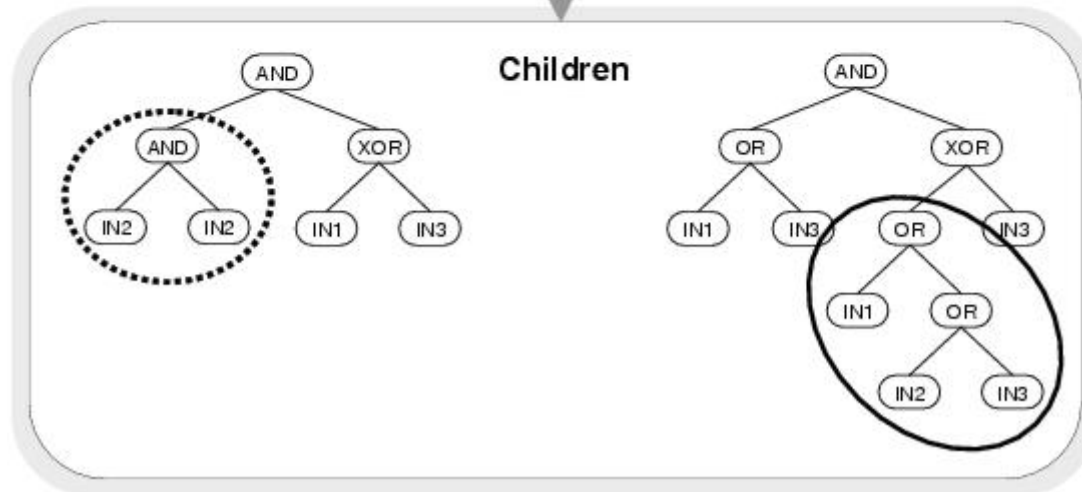 Children
AND AND
AND XOR OR XOR
IN2 IN2 IN1 IN3 IN1 IN3 OR IN3
IN1 OR
IN2 IN3